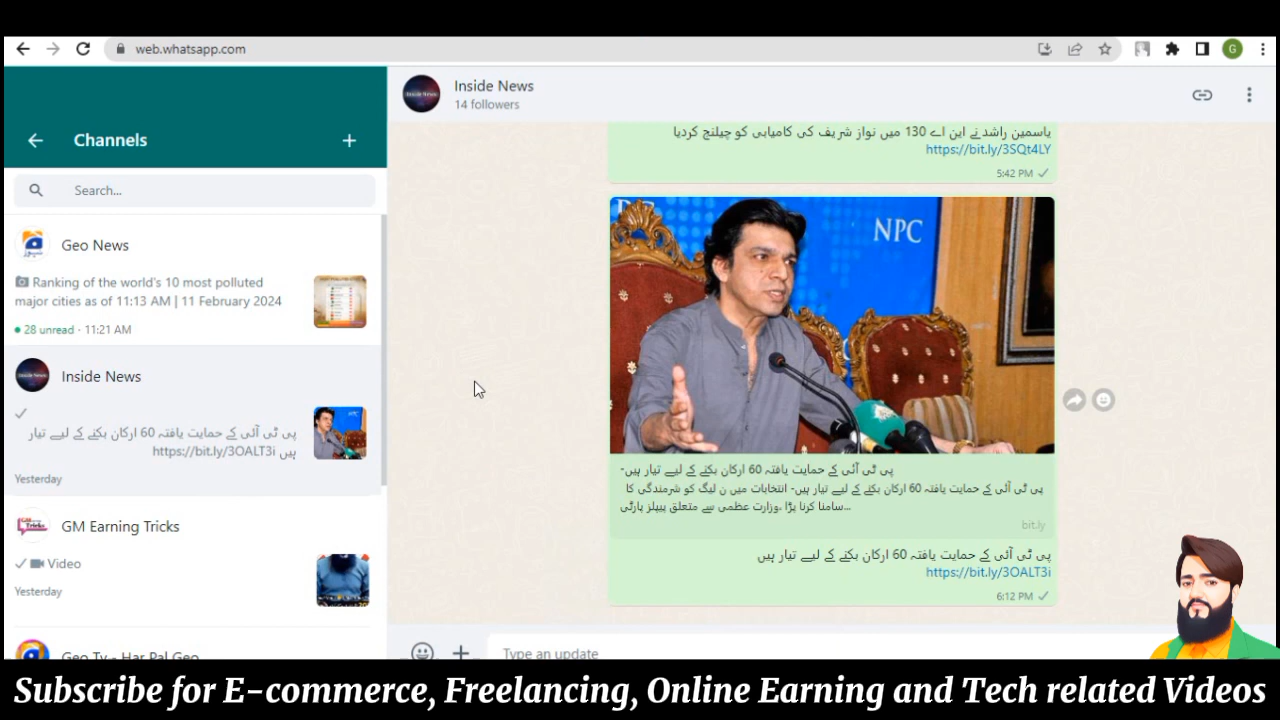 web.whatsapp.com
G
Channels
Search...
Geo News
Ranking of the world's 10 most polluted
major cities as of 11:13 AM | 11 February 2024
28 unread · 11:21 AM
Inside News
پی ٹی آئی کے حمایت یافتہ 60 ارکان بکنے کے لیے تیار
ہیں https://bit.ly/3OALT3i
Yesterday
GM Earning Tricks
Video
Yesterday
Geo Tv - Har Pal Geo
Inside News
14 followers
یاسمین راشد نے این اے 130 میں نواز شریف کی کامیابی کو چیلنج کردیا
https://bit.ly/3SQt4LY
5:42 PM
NPC
پی ٹی آئی کے حمایت یافتہ 60 ارکان بکنے کے لیے تیار ہیں-
پی ٹی آئی کے حمایت یافتہ 60 ارکان بکنے کے لیے تیار ہیں- انتخابات میں ن لیگ کو شرمندگی کا
سامنا کرنا پڑا ،وزارت عظمی سے متعلق پیپلز پارٹی...
bit.ly
پی ٹی آئی کے حمایت یافتہ 60 ارکان بکنے کے لیے تیار ہیں
https://bit.ly/3OALT3i
6:12 PM
Type an update
Subscribe for E-commerce, Freelancing, Online Earning and Tech related Videos